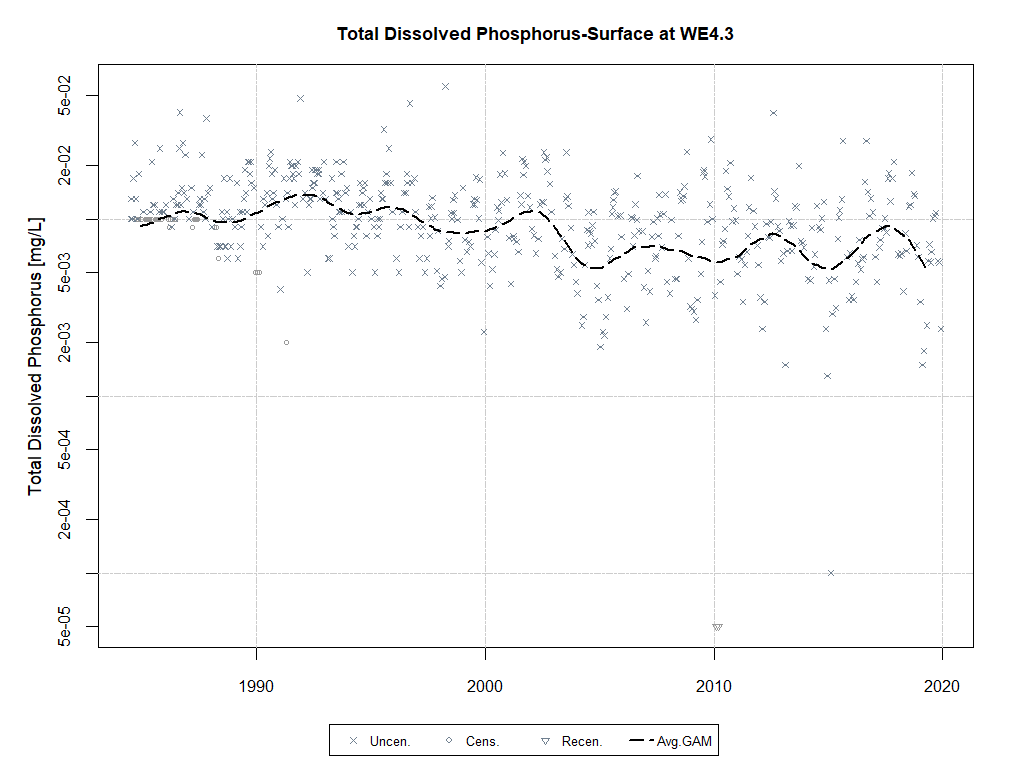 Total Dissolved Phosphorus-Surface at WE4.3
Total Dissolved Phosphorus [mg/L]
5e-02
2e-02
5e-03
2e-03
5e-04
2e-04
5e-05
1990 2000 2010 2020
Uncen. Cens. Recen. Avg.GAM